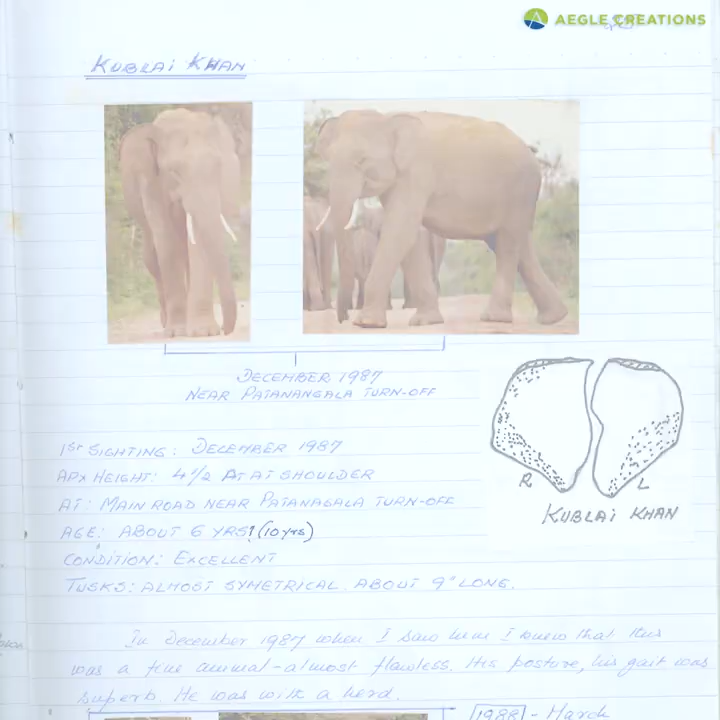 AEGLE CREATIONS
KUBLAI KHAN
DECEMBER 1987
NEAR PATANANGALA TURN-OFF
1ST SIGHTING: DECEMBER 1987
APX HEIGHT: 4 1/2 AT AT SHOULDER
AT: MAIN ROAD NEAR PATANAGALA TURN-OFF
AGE: ABOUT 6 YRS! (10 yrs)
CONDITION: EXCELLENT
TUSKS: ALMOST SYMETRICAL. ABOUT 9" LONG.
R L
KUBLAI KHAN
In December 1987 when I saw him I knew that this
was a fine animal - almost flawless. His posture, his gait was
superb. He was with a herd.
1988 - March